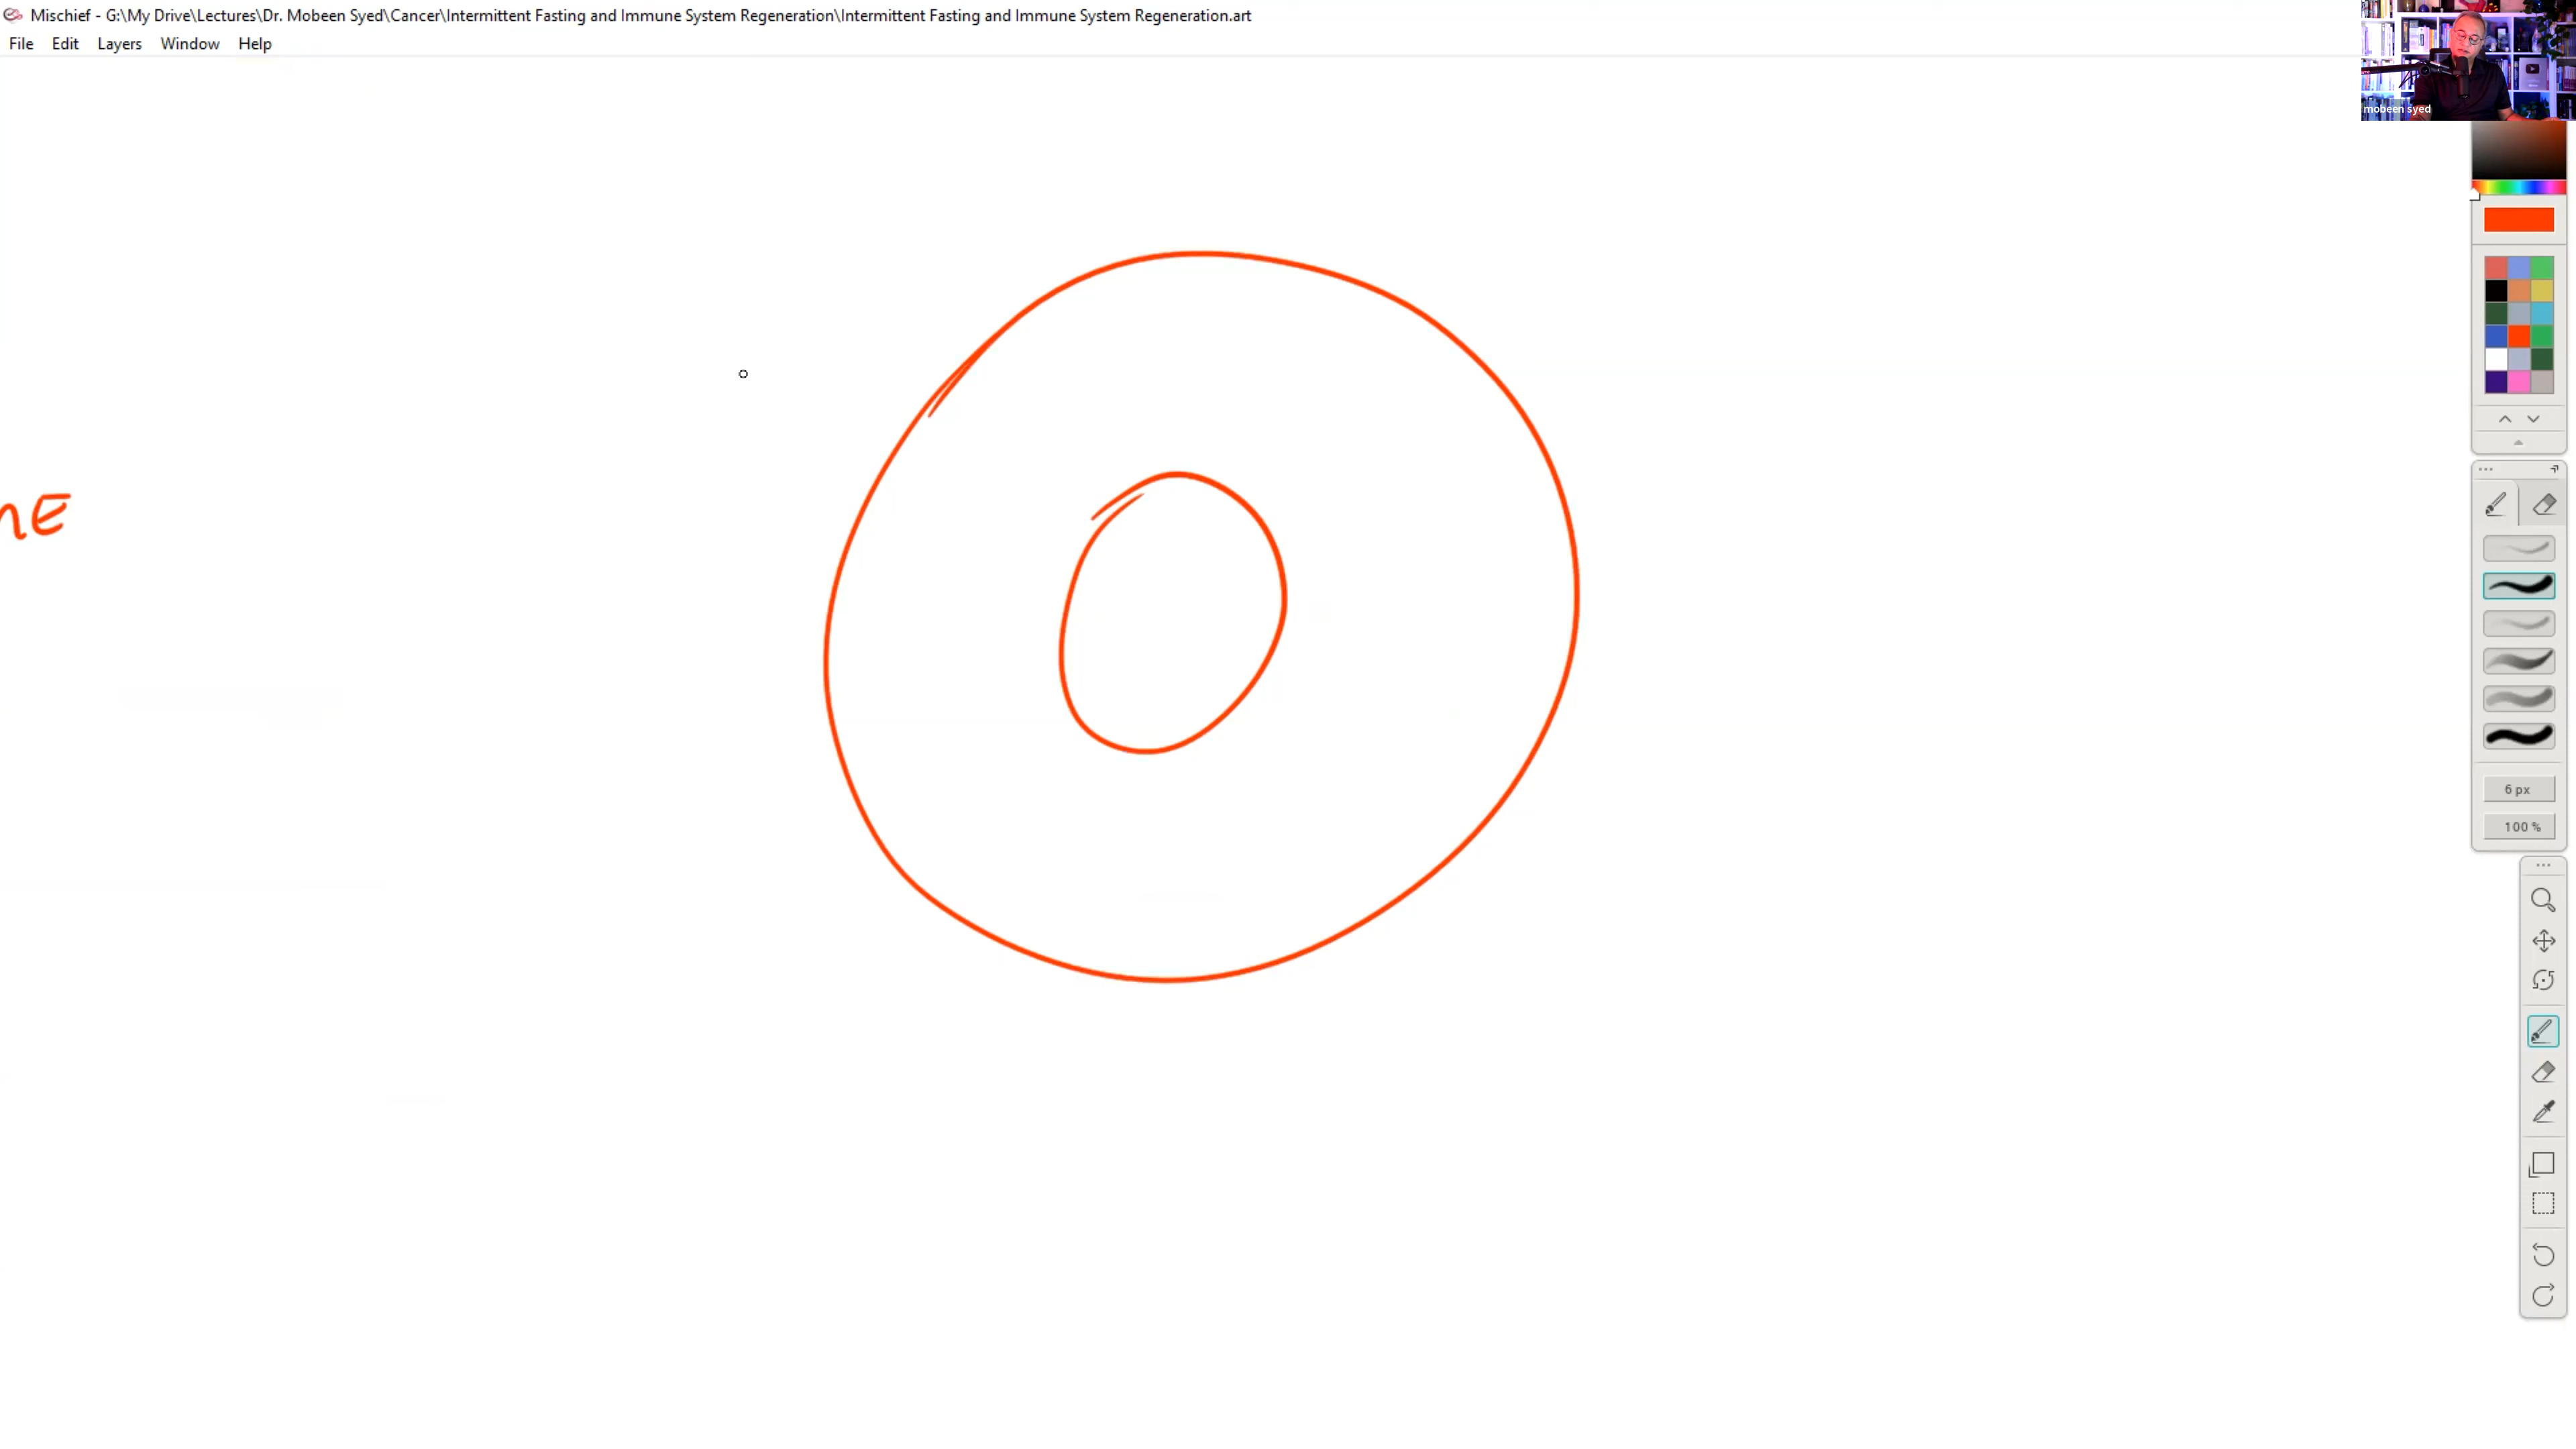 Mischief - G:\My Drive\Lectures\Dr. Mobeen Syed\Cancer\Intermittent Fasting and Immune System Regeneration\Intermittent Fasting and Immune System Regeneration.art
File Edit Layers Window Help
mobeen syed
nE
6 px
100 %